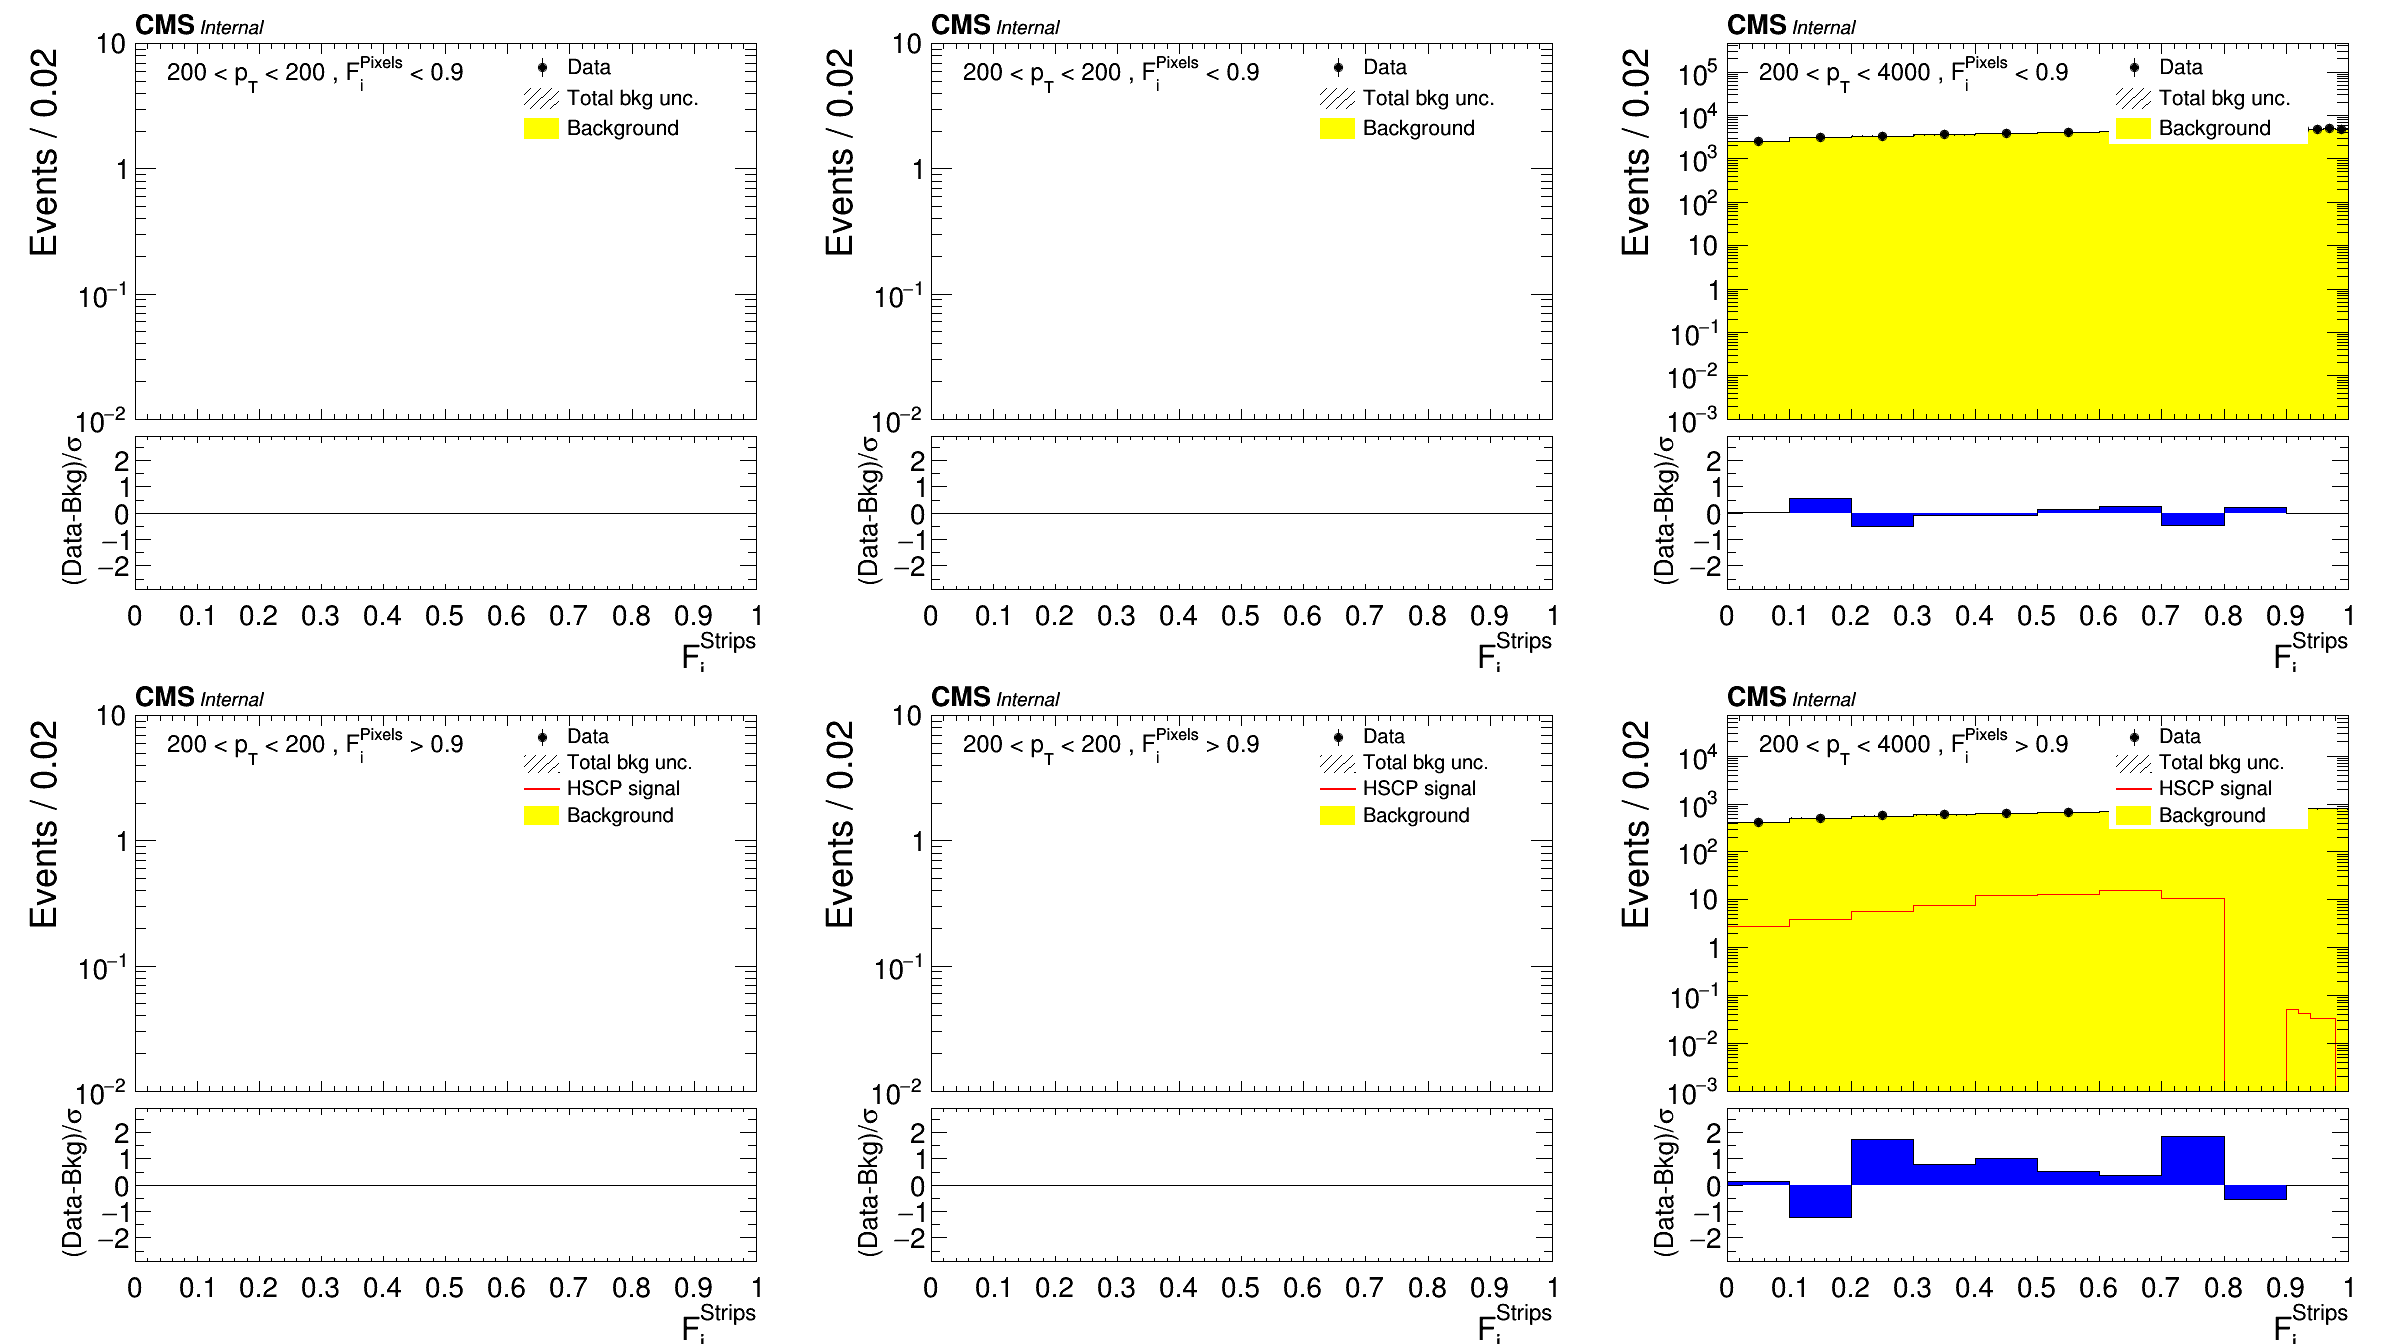 CMS Internal
Events / 0.02
10
1
10⁻¹
10⁻²
200 < p_T < 200 , F_i^Pixels < 0.9
Data
Total bkg unc.
Background
(Data-Bkg)/σ
2
1
0
−1
−2
0 0.1 0.2 0.3 0.4 0.5 0.6 0.7 0.8 0.9 1
F_i^Strips
CMS Internal
Events / 0.02
10
1
10⁻¹
10⁻²
200 < p_T < 200 , F_i^Pixels < 0.9
Data
Total bkg unc.
Background
(Data-Bkg)/σ
2
1
0
−1
−2
0 0.1 0.2 0.3 0.4 0.5 0.6 0.7 0.8 0.9 1
F_i^Strips
CMS Internal
Events / 0.02
10⁵
10⁴
10³
10²
10
1
10⁻¹
10⁻²
10⁻³
200 < p_T < 4000 , F_i^Pixels < 0.9
Data
Total bkg unc.
Background
(Data-Bkg)/σ
2
1
0
−1
−2
0 0.1 0.2 0.3 0.4 0.5 0.6 0.7 0.8 0.9 1
F_i^Strips
CMS Internal
Events / 0.02
10
1
10⁻¹
10⁻²
200 < p_T < 200 , F_i^Pixels > 0.9
Data
Total bkg unc.
HSCP signal
Background
(Data-Bkg)/σ
2
1
0
−1
−2
0 0.1 0.2 0.3 0.4 0.5 0.6 0.7 0.8 0.9 1
F_i^Strips
CMS Internal
Events / 0.02
10
1
10⁻¹
10⁻²
200 < p_T < 200 , F_i^Pixels > 0.9
Data
Total bkg unc.
HSCP signal
Background
(Data-Bkg)/σ
2
1
0
−1
−2
0 0.1 0.2 0.3 0.4 0.5 0.6 0.7 0.8 0.9 1
F_i^Strips
CMS Internal
Events / 0.02
10⁴
10³
10²
10
1
10⁻¹
10⁻²
10⁻³
200 < p_T < 4000 , F_i^Pixels > 0.9
Data
Total bkg unc.
HSCP signal
Background
(Data-Bkg)/σ
2
1
0
−1
−2
0 0.1 0.2 0.3 0.4 0.5 0.6 0.7 0.8 0.9 1
F_i^Strips